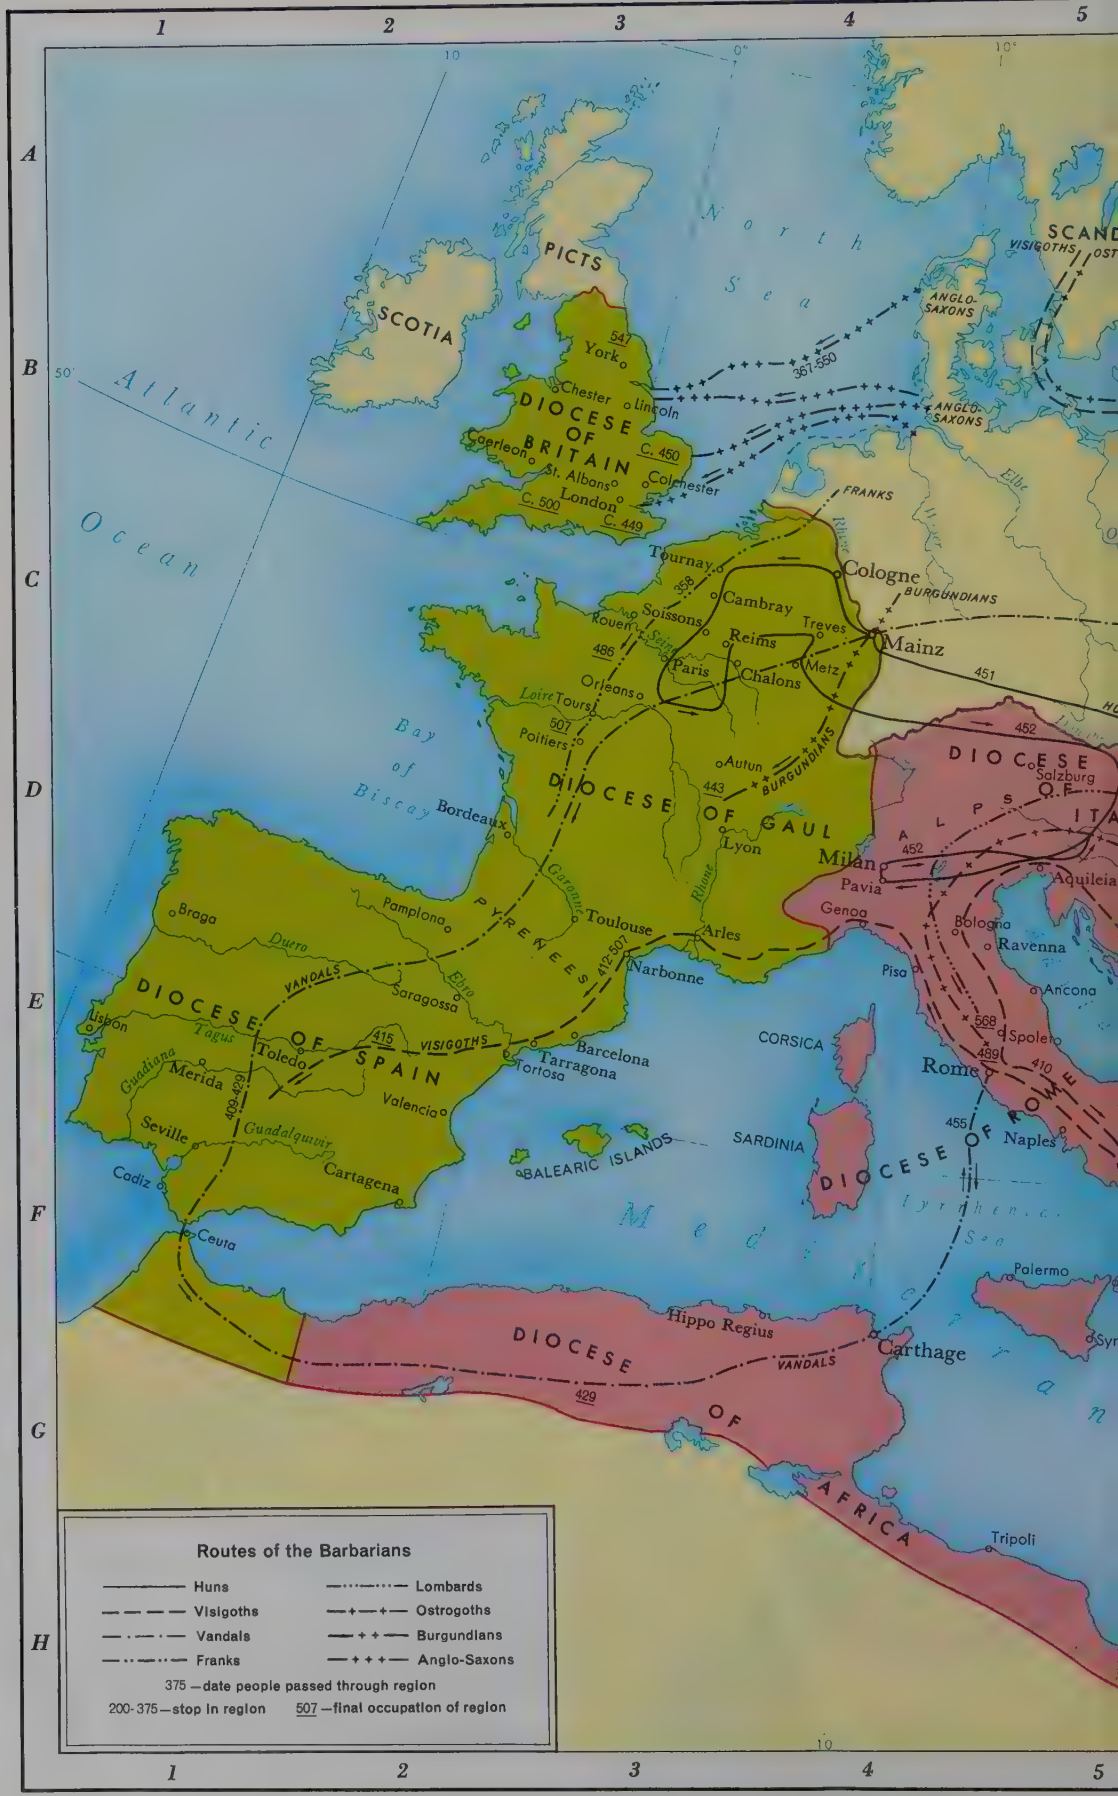 1 2 3 4 5
A
B
C
D
E
F
G
H
10
0°
10°
50°
North
Sea
SCAND
VISIGOTHS
OST
ANGLO-
SAXONS
PICTS
SCOTIA
547
York
367-550
Chester
Lincoln
DIOCESE
OF
BRITAIN
ANGLO-
SAXONS
Caerleon
C. 450
St. Albans
Colchester
C. 500
London
C. 449
Atlantic
Ocean
Elbe
Weser
Rhine
FRANKS
Tournay
Cologne
358
Cambray
BURGUNDIANS
Soissons
Rouen
Treves
Reims
Mainz
Seine
486
Paris
Chalons
Metz
451
HU
Orleans
Loire
Tours
507
Poitiers
452
Bay
of
Biscay
Autun
BURGUNDIANS
443
DIOCESE OF GAUL
DIOCESE
Salzburg
OF
ITA
ALPS
Bordeaux
Lyon
Milan
452
Pavia
Aquileia
Garonne
Rhone
Genoa
Braga
Pamplona
PYRENEES
Toulouse
Arles
Bologna
Ravenna
Duero
412-507
Narbonne
Pisa
VANDALS
Ebro
Ancona
Saragossa
DIOCESE OF SPAIN
Lisbon
Tagus
415
VISIGOTHS
Barcelona
CORSICA
568
Spoleto
Toledo
Tarragona
489
410
Guadiana
Merida
Tortosa
Rome
409-429
Valencia
455
Seville
Guadalquivir
SARDINIA
Naples
BALEARIC ISLANDS
DIOCESE OF ROME
Cadiz
Cartagena
Tyrrhenian
Sea
Mediterran
Ceuta
Palermo
Hippo Regius
Syr
DIOCESE OF AFRICA
Carthage
VANDALS
429
Tripoli
Routes of the Barbarians
Huns Lombards
Visigoths Ostrogoths
Vandals Burgundians
Franks Anglo-Saxons
375—date people passed through region
200-375—stop in region 507—final occupation of region
10
1 2 3 4 5